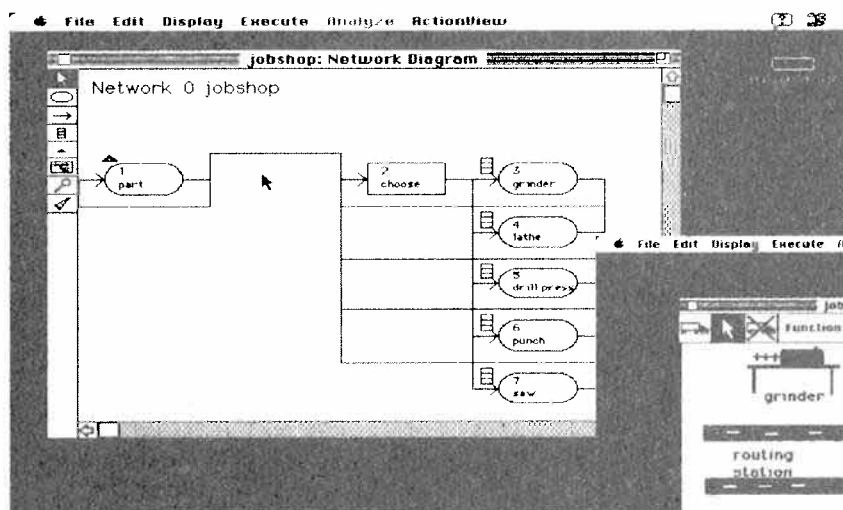 File Edit Display Execute Analyze ActionView
jobshop: Network Diagram
Network 0 jobshop
1
part
2
choose
3
grinder
4
lathe
5
drill press
6
punch
7
saw
File Edit Display Execute
job
Function
grinder
routing
station